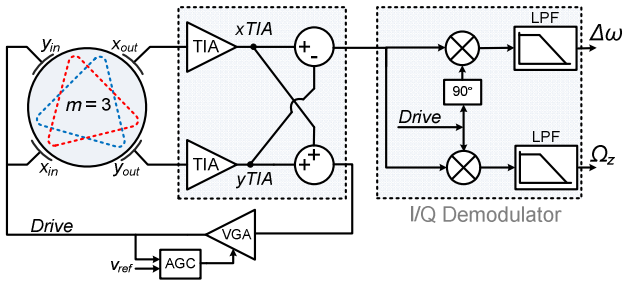 y_in
x_out
TIA
xTIA
+
-
LPF
Δω
m = 3
90°
Drive
LPF
x_in
y_out
TIA
yTIA
+
+
Ω_z
I/Q Demodulator
Drive
VGA
v_ref
AGC